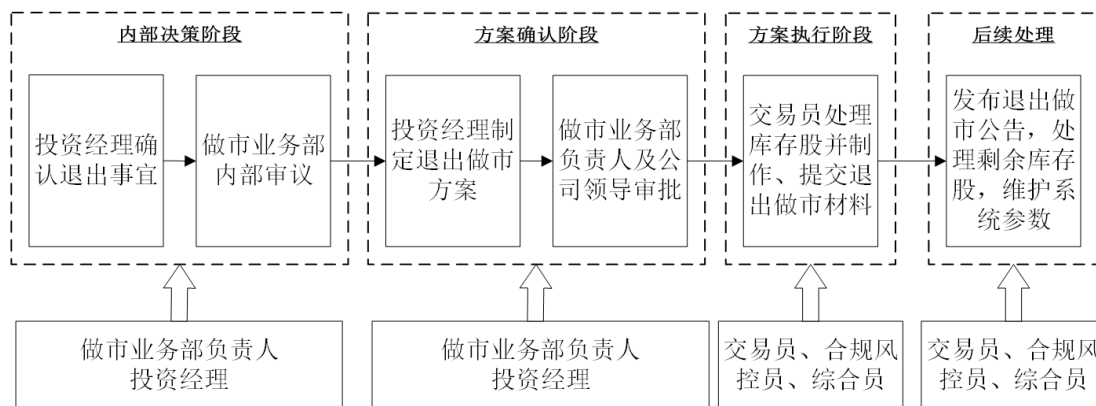 内部决策阶段
投资经理确
认退出事宜
做市业务部
内部审议
方案确认阶段
投资经理制
定退出做市
方案
做市业务部
负责人及公
司领导审批
方案执行阶段
交易员处理
库存股并制
作、提交退
出做市材料
后续处理
发布退出做
市公告，处
理剩余库存
股，维护系
统参数
做市业务部负责人
投资经理
做市业务部负责人
投资经理
交易员、合规风
控员、综合员
交易员、合规风
控员、综合员